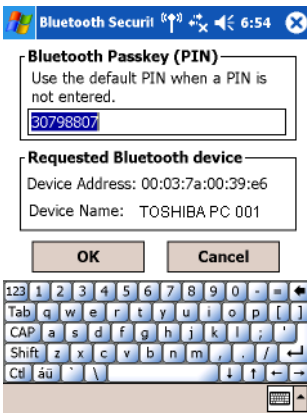 Bluetooth Securit 6:54
Bluetooth Passkey (PIN)
Use the default PIN when a PIN is
not entered.
30798807
Requested Bluetooth device
Device Address: 00:03:7a:00:39:e6
Device Name: TOSHIBA PC 001
OK Cancel
123 1 2 3 4 5 6 7 8 9 0 - =
Tab q w e r t y u i o p [ ]
CAP a s d f g h j k l ; '
Shift z x c v b n m , . /
Ctl áü ` \